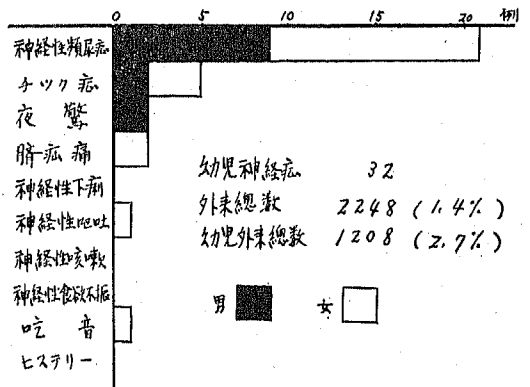 0 5 10 15 20 例
神経性頻尿症
チック症
夜驚
臍疝痛
神経性下痢
神経性嘔吐
神経性咳嗽
神経性食欲不振
吃音
ヒステリー
幼児神経症 32
外来総数 2248 (1.4%)
幼児外来総数 1208 (2.7%)
男 女